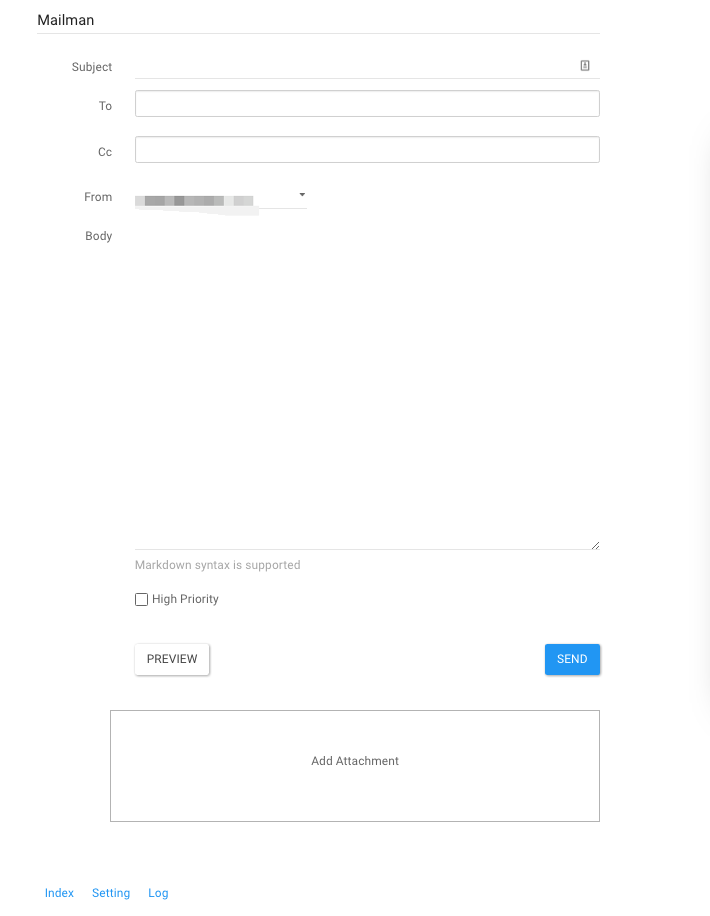 Mailman
Subject
To
Cc
From
Body
Markdown syntax is supported
High Priority
PREVIEW SEND
Add Attachment
Index Setting Log